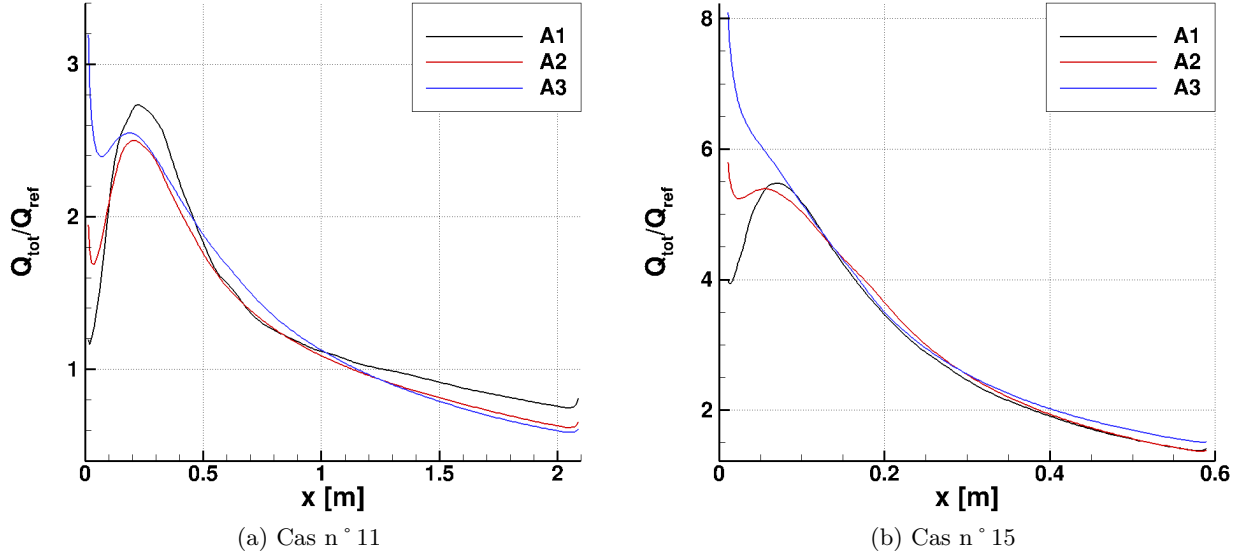 A1
A2
A3
3
2
1
0
0.5
1
1.5
2
Q_tot/Q_ref
x [m]
(a) Cas n° 11
A1
A2
A3
8
6
4
2
0
0.2
0.4
0.6
Q_tot/Q_ref
x [m]
(b) Cas n° 15